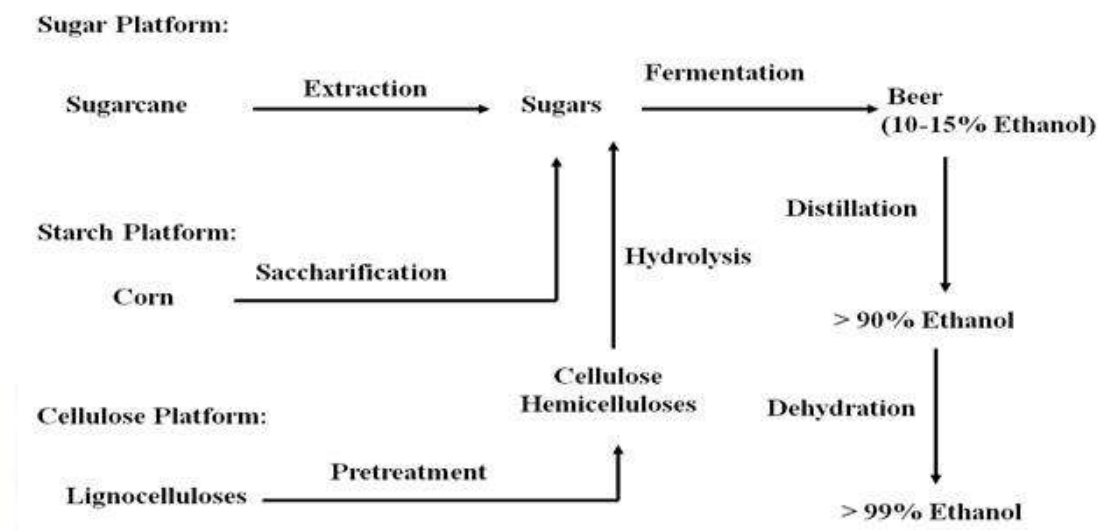 Sugar Platform:
Sugarcane
Extraction
Sugars
Fermentation
Beer
(10-15% Ethanol)
Distillation
Starch Platform:
Saccharification
Corn
Hydrolysis
> 90% Ethanol
Cellulose
Hemicelluloses
Dehydration
Cellulose Platform:
Pretreatment
Lignocelluloses
> 99% Ethanol